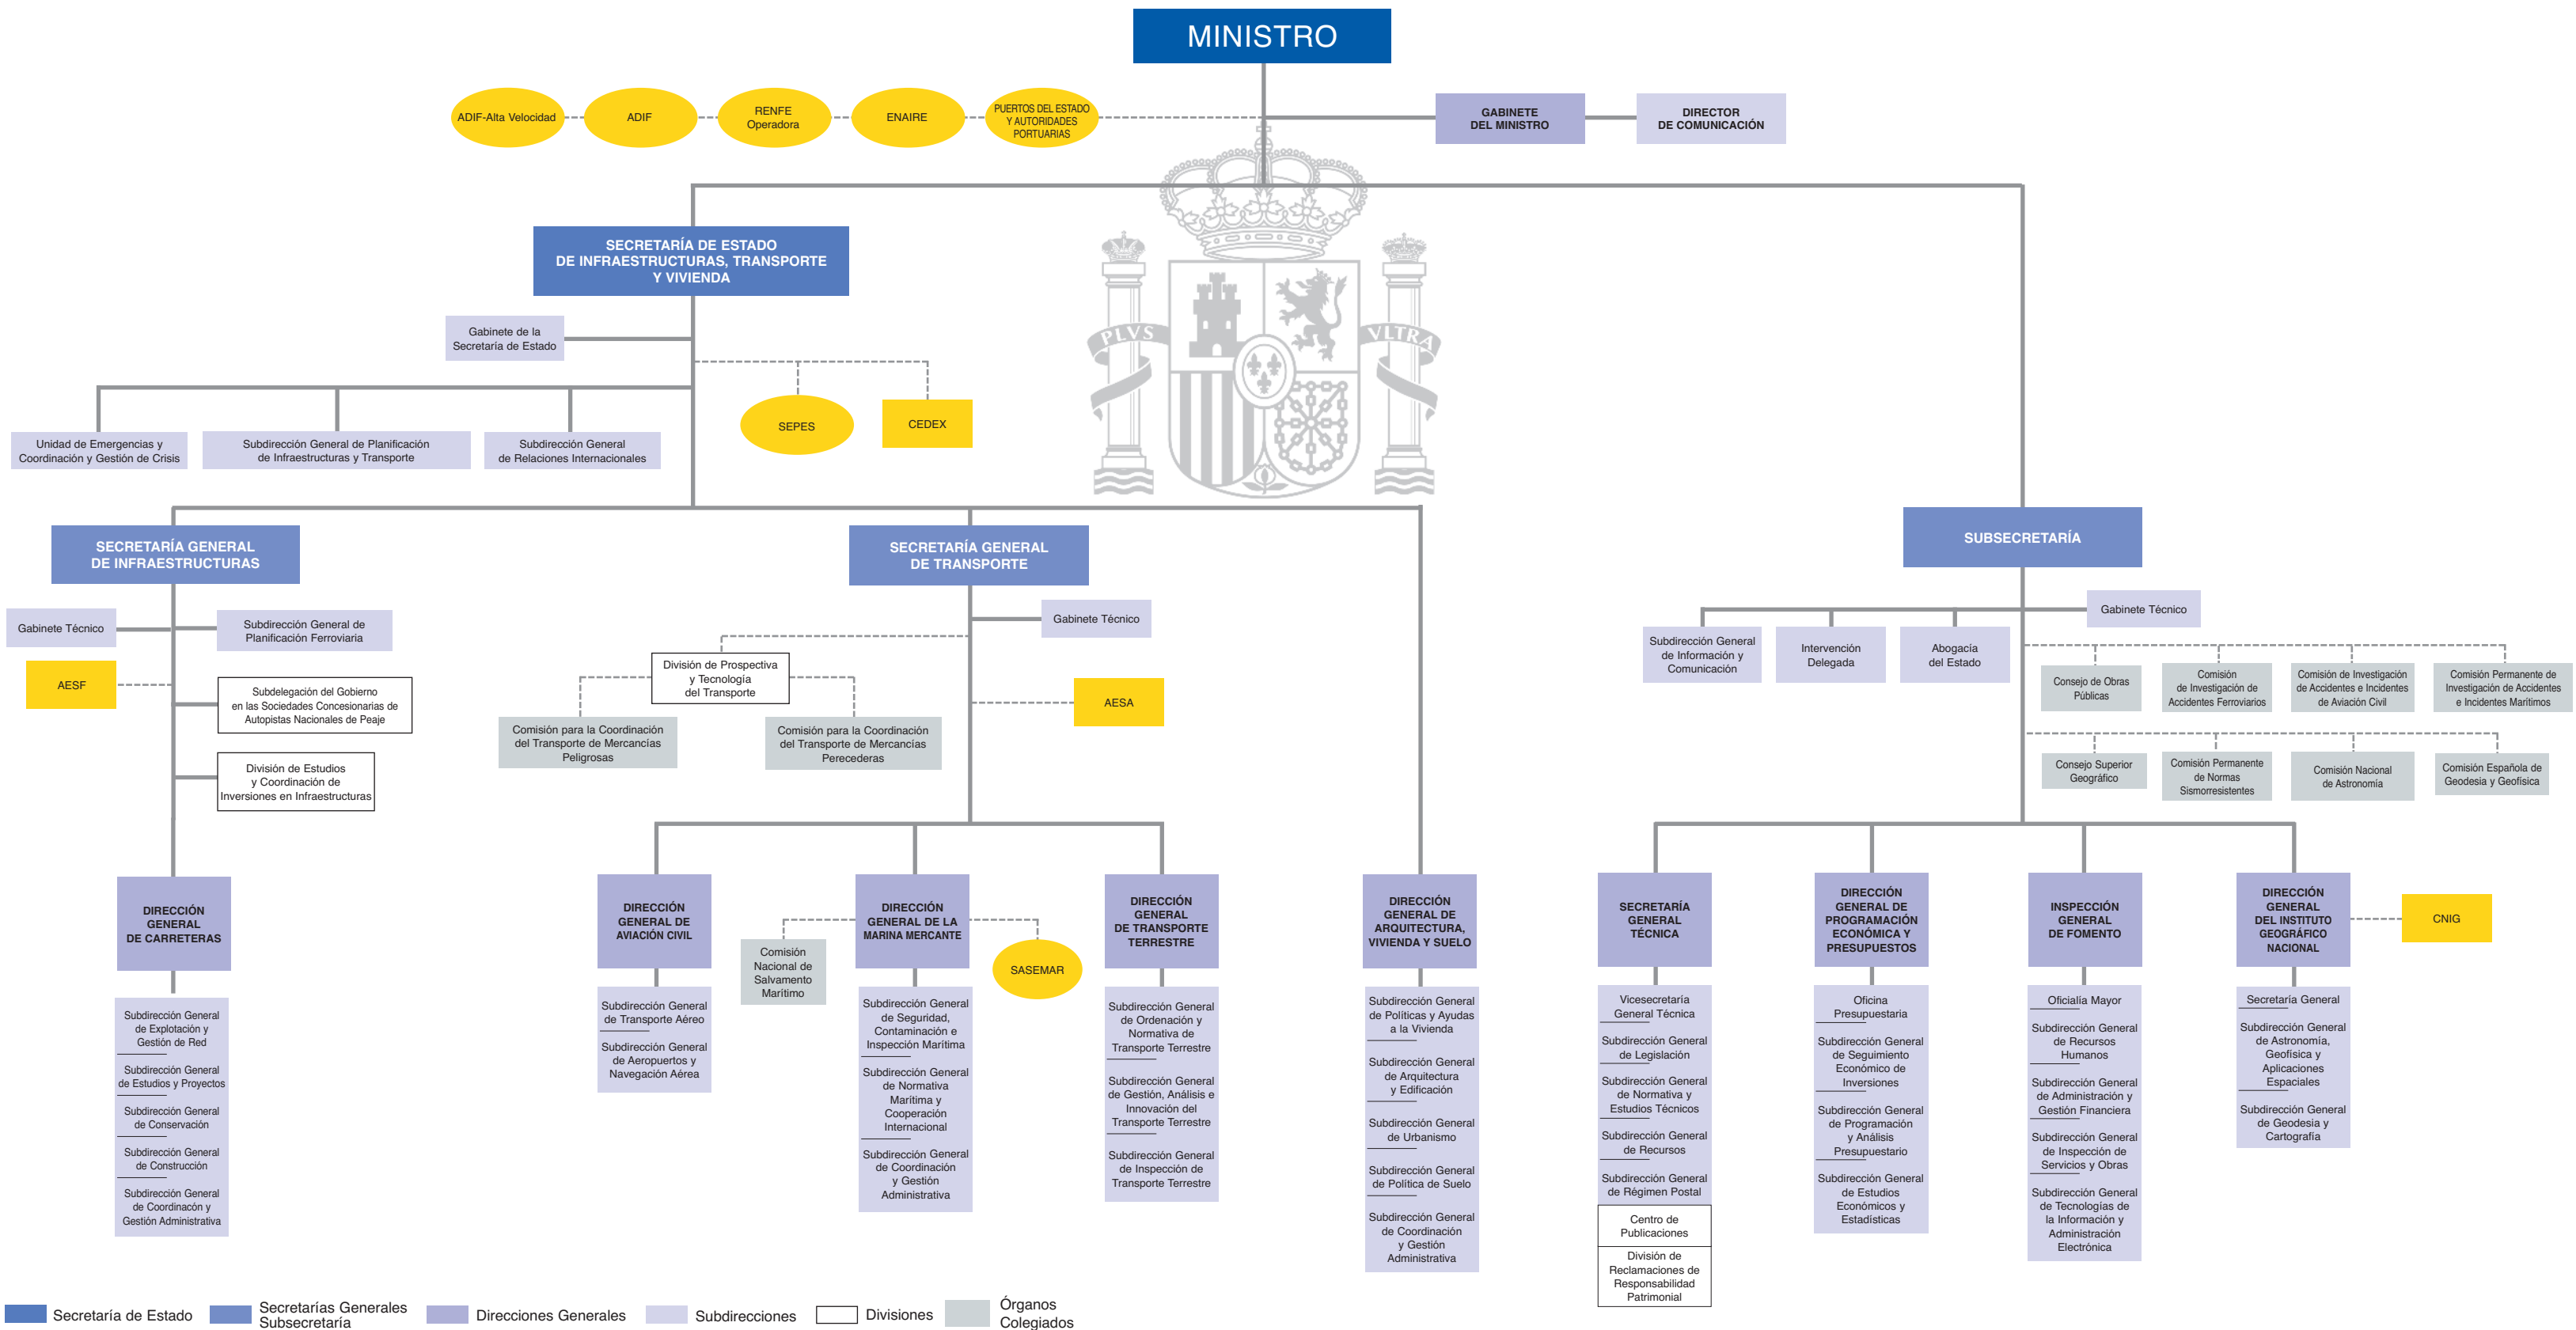 MINISTRO
ADIF-Alta Velocidad
ADIF
RENFE
Operadora
ENAIRE
PUERTOS DEL ESTADO
Y AUTORIDADES
PORTUARIAS
GABINETE
DEL MINISTRO
DIRECTOR
DE COMUNICACIÓN
PLVS
VLTRA
SECRETARÍA DE ESTADO
DE INFRAESTRUCTURAS, TRANSPORTE
Y VIVIENDA
Gabinete de la
Secretaría de Estado
Unidad de Emergencias y
Coordinación y Gestión de Crisis
Subdirección General de Planificación
de Infraestructuras y Transporte
Subdirección General
de Relaciones Internacionales
SEPES
CEDEX
SECRETARÍA GENERAL
DE INFRAESTRUCTURAS
SECRETARÍA GENERAL
DE TRANSPORTE
SUBSECRETARÍA
Gabinete Técnico
Subdirección General de
Planificación Ferroviaria
AESF
Subdelegación del Gobierno
en las Sociedades Concesionarias de
Autopistas Nacionales de Peaje
División de Estudios
y Coordinación de
Inversiones en Infraestructuras
Gabinete Técnico
División de Prospectiva
y Tecnología
del Transporte
AESA
Comisión para la Coordinación
del Transporte de Mercancías
Peligrosas
Comisión para la Coordinación
del Transporte de Mercancías
Perecederas
Gabinete Técnico
Subdirección General
de Información y
Comunicación
Intervención
Delegada
Abogacía
del Estado
Consejo de Obras
Públicas
Comisión
de Investigación de
Accidentes Ferroviarios
Comisión de Investigación
de Accidentes e Incidentes
de Aviación Civil
Comisión Permanente de
Investigación de Accidentes
e Incidentes Marítimos
Consejo Superior
Geográfico
Comisión Permanente
de Normas
Sismorresistentes
Comisión Nacional
de Astronomía
Comisión Española de
Geodesia y Geofísica
DIRECCIÓN
GENERAL
DE CARRETERAS
Subdirección General
de Explotación y
Gestión de Red
Subdirección General
de Estudios y Proyectos
Subdirección General
de Conservación
Subdirección General
de Construcción
Subdirección General
de Coordinacón y
Gestión Administrativa
DIRECCIÓN
GENERAL DE
AVIACIÓN CIVIL
Subdirección General
de Transporte Aéreo
Subdirección General
de Aeropuertos y
Navegación Aérea
Comisión
Nacional de
Salvamento
Marítimo
DIRECCIÓN
GENERAL DE LA
MARINA MERCANTE
SASEMAR
Subdirección General
de Seguridad,
Contaminación e
Inspección Marítima
Subdirección General
de Normativa
Marítima y
Cooperación
Internacional
Subdirección General
de Coordinación
y Gestión
Administrativa
DIRECCIÓN
GENERAL
DE TRANSPORTE
TERRESTRE
Subdirección General
de Ordenación y
Normativa de
Transporte Terrestre
Subdirección General
de Gestión, Análisis e
Innovación del
Transporte Terrestre
Subdirección General
de Inspección de
Transporte Terrestre
DIRECCIÓN
GENERAL DE
ARQUITECTURA,
VIVIENDA Y SUELO
Subdirección General
de Políticas y Ayudas
a la Vivienda
Subdirección General
de Arquitectura
y Edificación
Subdirección General
de Urbanismo
Subdirección General
de Política de Suelo
Subdirección General
de Coordinación
y Gestión
Administrativa
SECRETARÍA
GENERAL
TÉCNICA
Vicesecretaría
General Técnica
Subdirección General
de Legislación
Subdirección General
de Normativa y
Estudios Técnicos
Subdirección General
de Recursos
Subdirección General
de Régimen Postal
Centro de
Publicaciones
División de
Reclamaciones de
Responsabilidad
Patrimonial
DIRECCIÓN
GENERAL DE
PROGRAMACIÓN
ECONÓMICA Y
PRESUPUESTOS
Oficina
Presupuestaria
Subdirección General
de Seguimiento
Económico de
Inversiones
Subdirección General
de Programación
y Análisis
Presupuestario
Subdirección General
de Estudios
Económicos y
Estadísticas
INSPECCIÓN
GENERAL
DE FOMENTO
Oficialía Mayor
Subdirección General
de Recursos
Humanos
Subdirección General
de Administración y
Gestión Financiera
Subdirección General
de Inspección de
Servicios y Obras
Subdirección General
de Tecnologías de
la Información y
Administración
Electrónica
DIRECCIÓN
GENERAL
DEL INSTITUTO
GEOGRÁFICO
NACIONAL
CNIG
Secretaría General
Subdirección General
de Astronomía,
Geofísica y
Aplicaciones
Espaciales
Subdirección General
de Geodesia y
Cartografía
Secretaría de Estado
Secretarías Generales
Subsecretaría
Direcciones Generales
Subdirecciones
Divisiones
Órganos
Colegiados